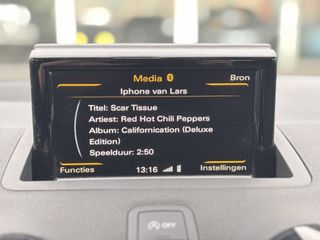 Media
Bron
Iphone van Lars
Titel: Scar Tissue
Artiest: Red Hot Chili Peppers
Album: Californication (Deluxe
Edition)
Speelduur: 2:50
Functies
13:16
Instellingen
OFF